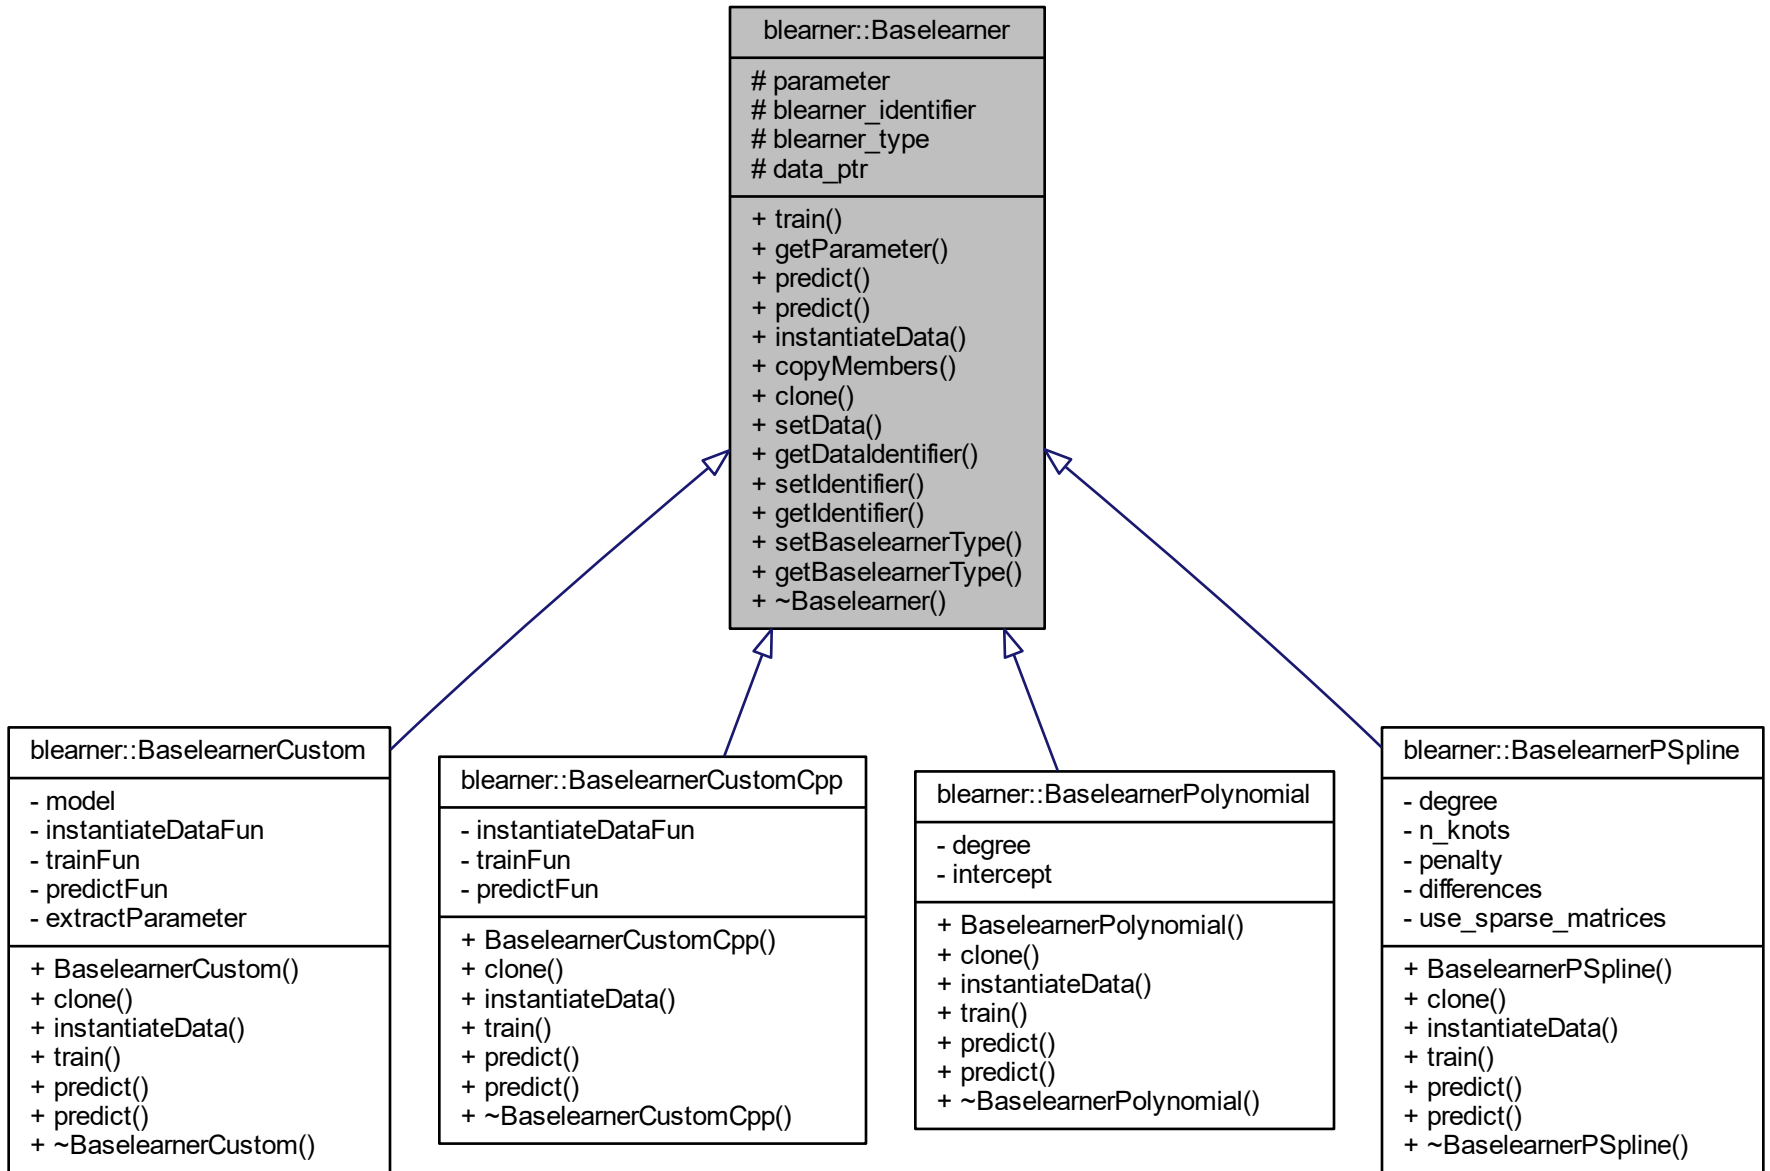 blearner::Baselearner
# parameter
# blearner_identifier
# blearner_type
# data_ptr
+ train()
+ getParameter()
+ predict()
+ predict()
+ instantiateData()
+ copyMembers()
+ clone()
+ setData()
+ getDataIdentifier()
+ setIdentifier()
+ getIdentifier()
+ setBaselearnerType()
+ getBaselearnerType()
+ ~Baselearner()
blearner::BaselearnerCustom
- model
- instantiateDataFun
- trainFun
- predictFun
- extractParameter
+ BaselearnerCustom()
+ clone()
+ instantiateData()
+ train()
+ predict()
+ predict()
+ ~BaselearnerCustom()
blearner::BaselearnerCustomCpp
- instantiateDataFun
- trainFun
- predictFun
+ BaselearnerCustomCpp()
+ clone()
+ instantiateData()
+ train()
+ predict()
+ predict()
+ ~BaselearnerCustomCpp()
blearner::BaselearnerPolynomial
- degree
- intercept
+ BaselearnerPolynomial()
+ clone()
+ instantiateData()
+ train()
+ predict()
+ predict()
+ ~BaselearnerPolynomial()
blearner::BaselearnerPSpline
- degree
- n_knots
- penalty
- differences
- use_sparse_matrices
+ BaselearnerPSpline()
+ clone()
+ instantiateData()
+ train()
+ predict()
+ predict()
+ ~BaselearnerPSpline()